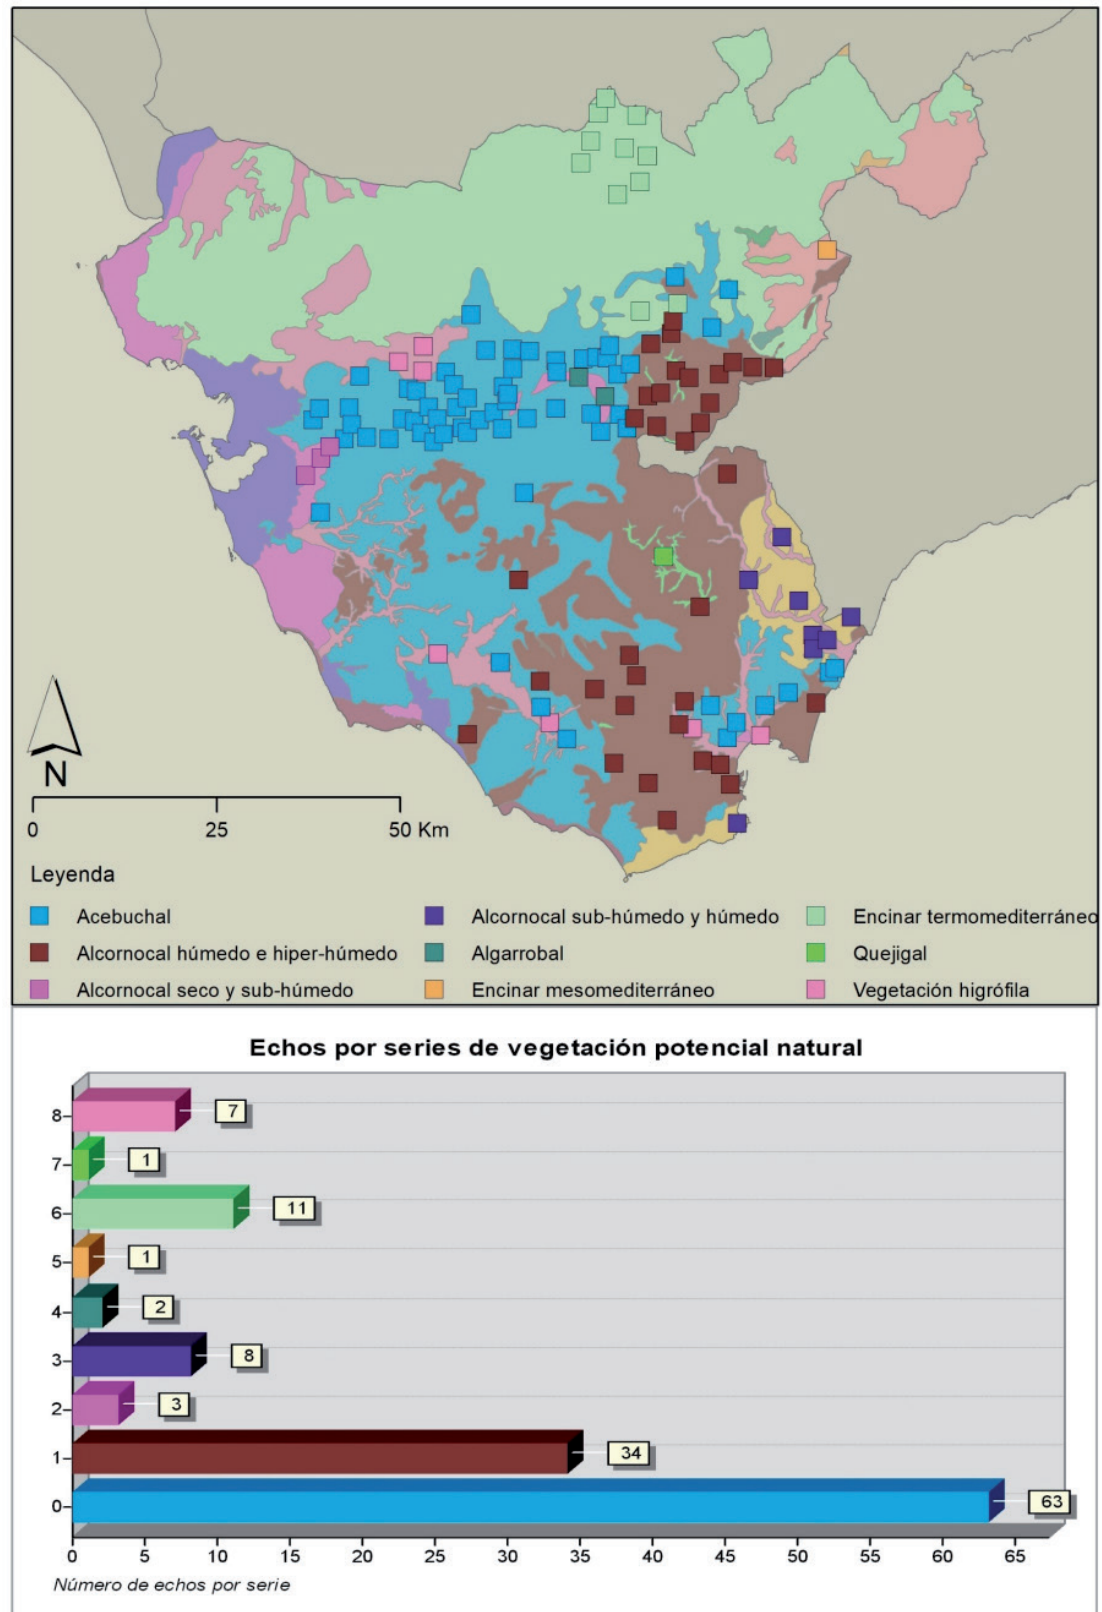 N
0 25 50 Km
Leyenda
Acebuchal
Alcornocal húmedo e hiper-húmedo
Alcornocal seco y sub-húmedo
Alcornocal sub-húmedo y húmedo
Algarrobal
Encinar mesomediterráneo
Encinar termomediterráneo
Quejigal
Vegetación higrófila
Echos por series de vegetación potencial natural
8 7
7 1
6 11
5 1
4 2
3 8
2 3
1 34
0 63
0 5 10 15 20 25 30 35 40 45 50 55 60 65
Número de echos por serie